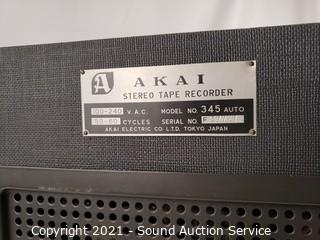 A AKAI
STEREO TAPE RECORDER
100-240 V.A.C. MODEL NO. 345 AUTO
50-60 CYCLES SERIAL NO.
AKAI ELECTRIC CO LTD. TOKYO JAPAN
Copyright 2021 - Sound Auction Service